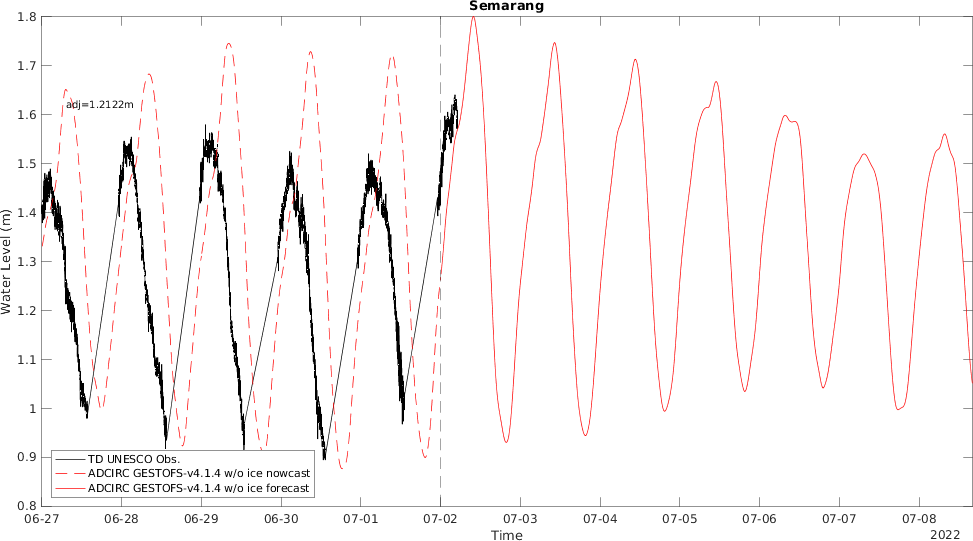 Semarang
1.8
1.7
1.6
1.5
1.4
1.3
1.2
1.1
1
0.9
0.8
Water Level (m)
adj=1.2122m
TD UNESCO Obs.
ADCIRC GESTOFS-v4.1.4 w/o ice nowcast
ADCIRC GESTOFS-v4.1.4 w/o ice forecast
06-27 06-28 06-29 06-30 07-01 07-02 07-03 07-04 07-05 07-06 07-07 07-08
Time
2022